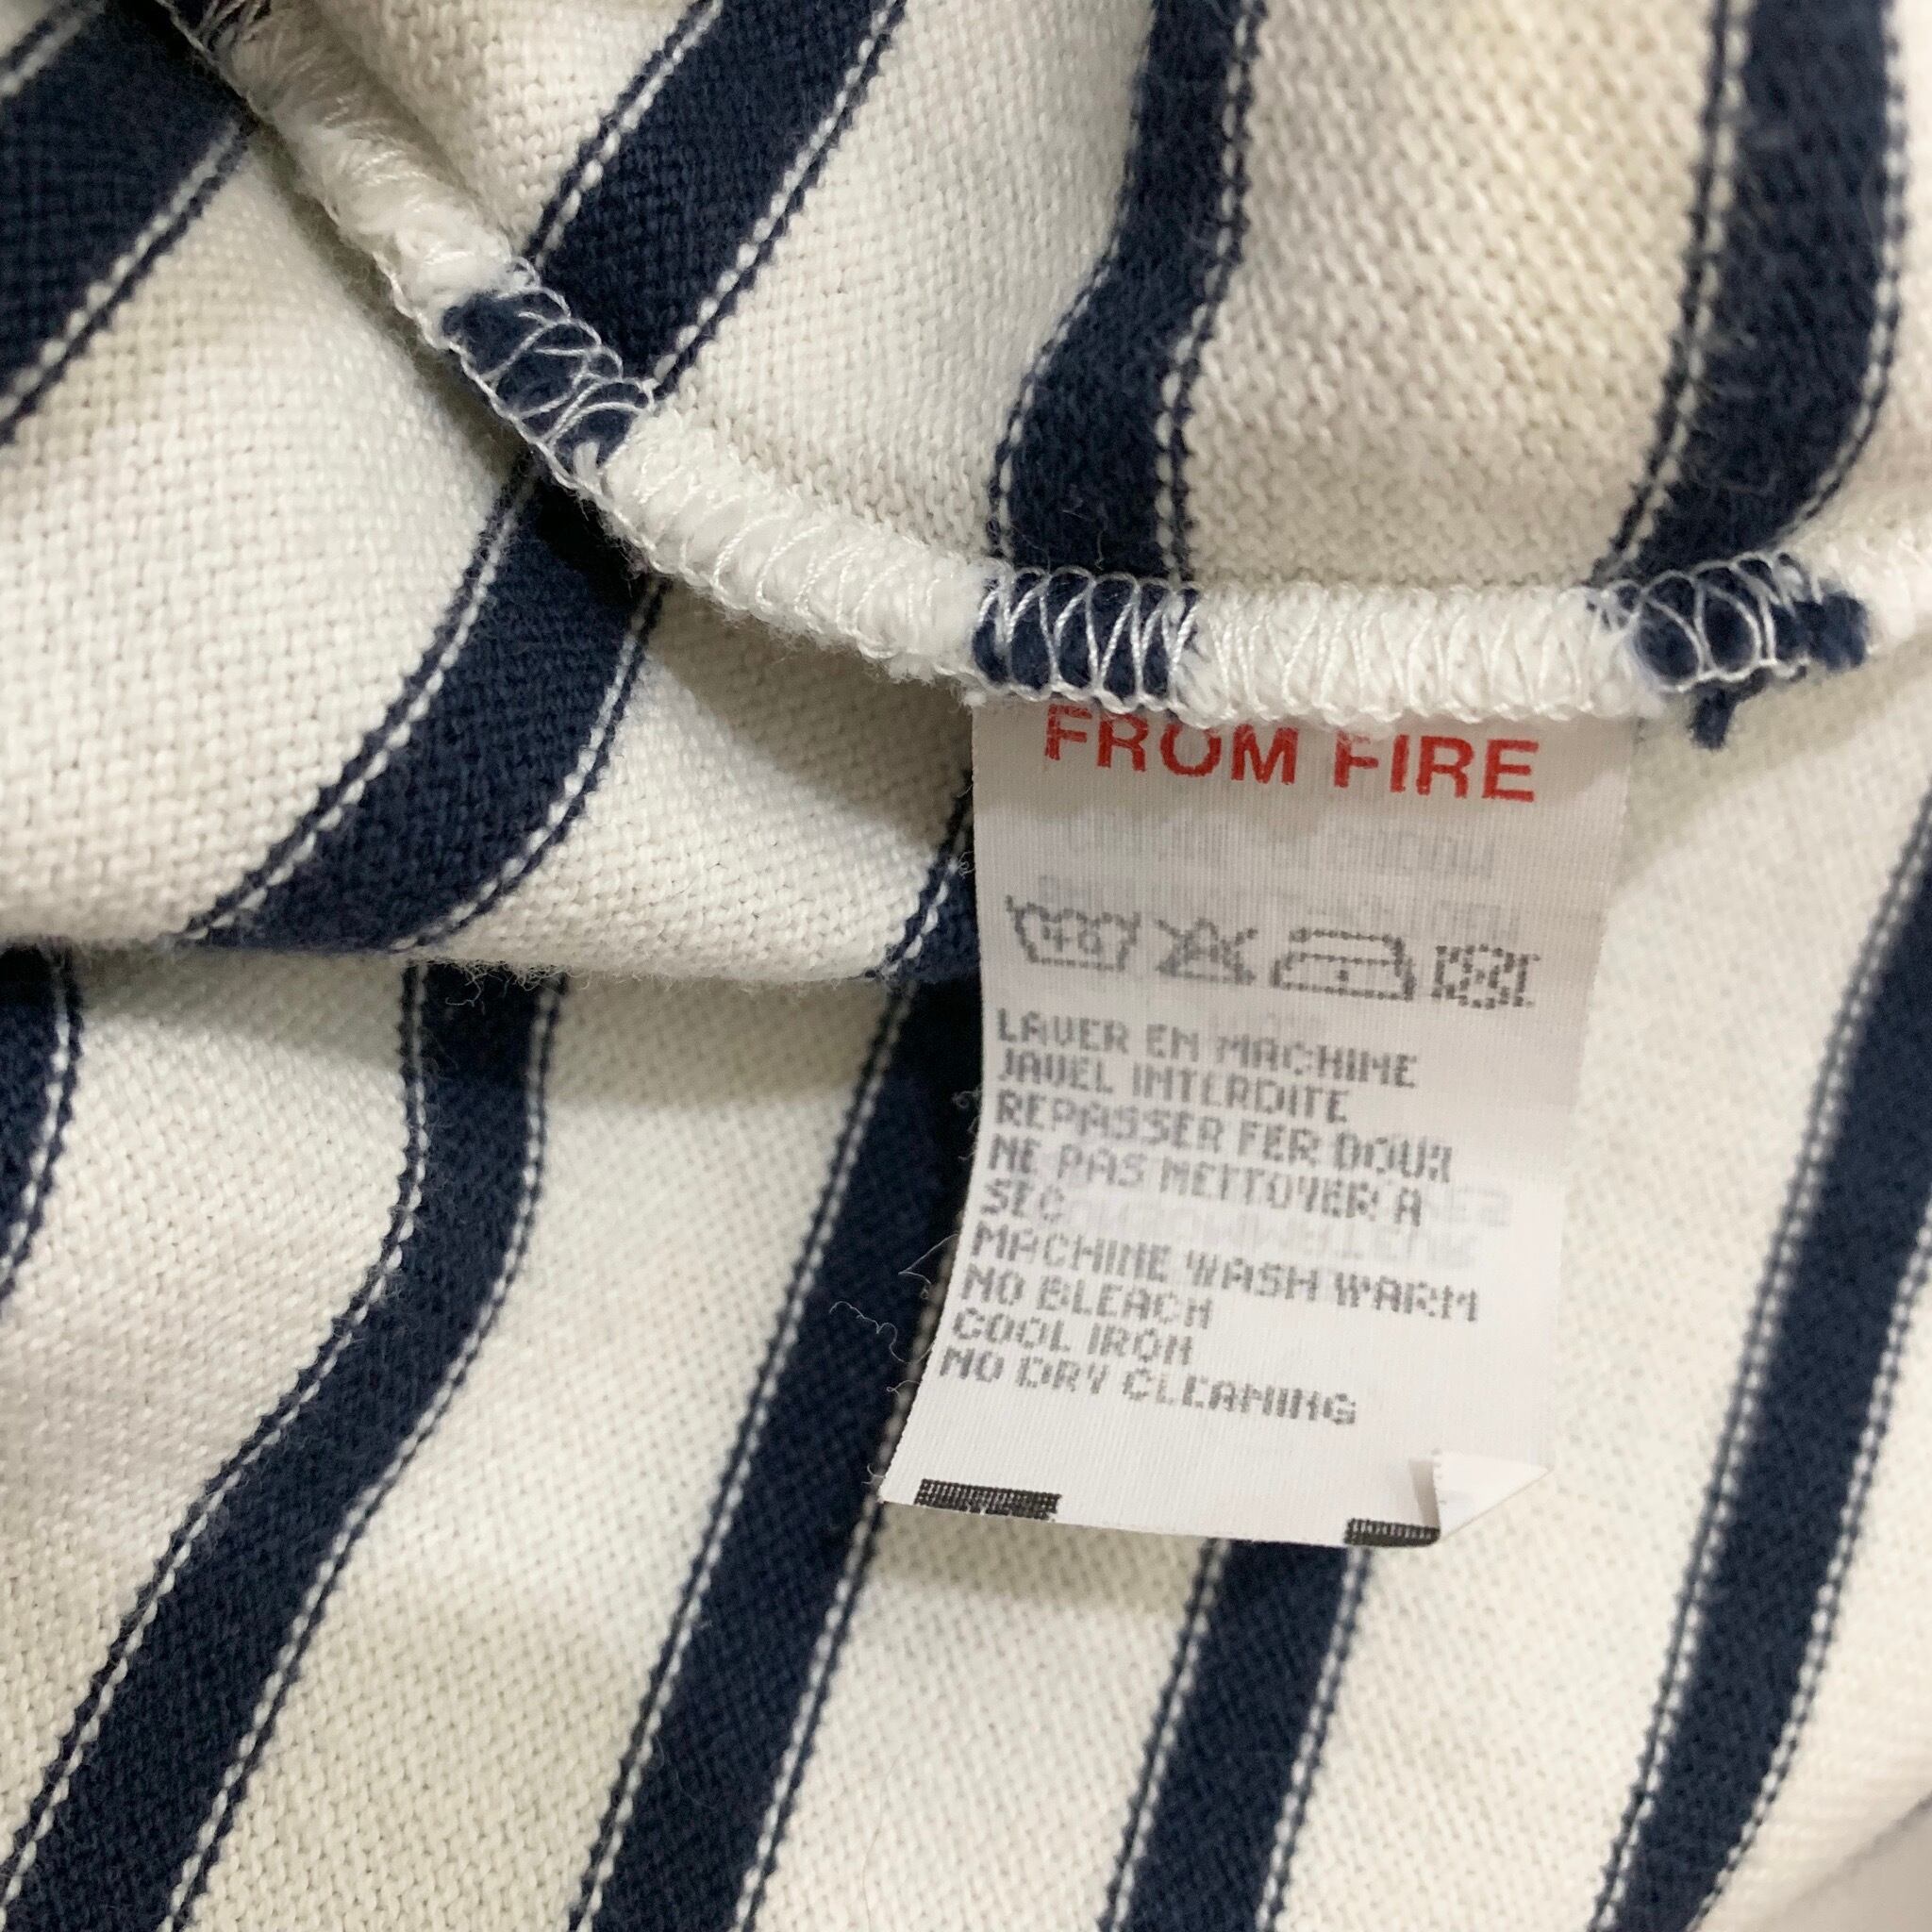 FROM FIRE
40
LAVER EN MACHINE
JAVEL INTERDITE
REPASSER FER DOUX
NE PAS NETTOYER A
SEC
MACHINE WASH WARM
NO BLEACH
COOL IRON
NO DRY CLEANING